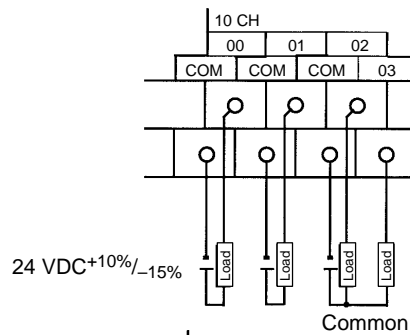 10 CH
00 01 02
COM COM COM 03
24 VDC+10%/–15%
Load Load Load Load
Common